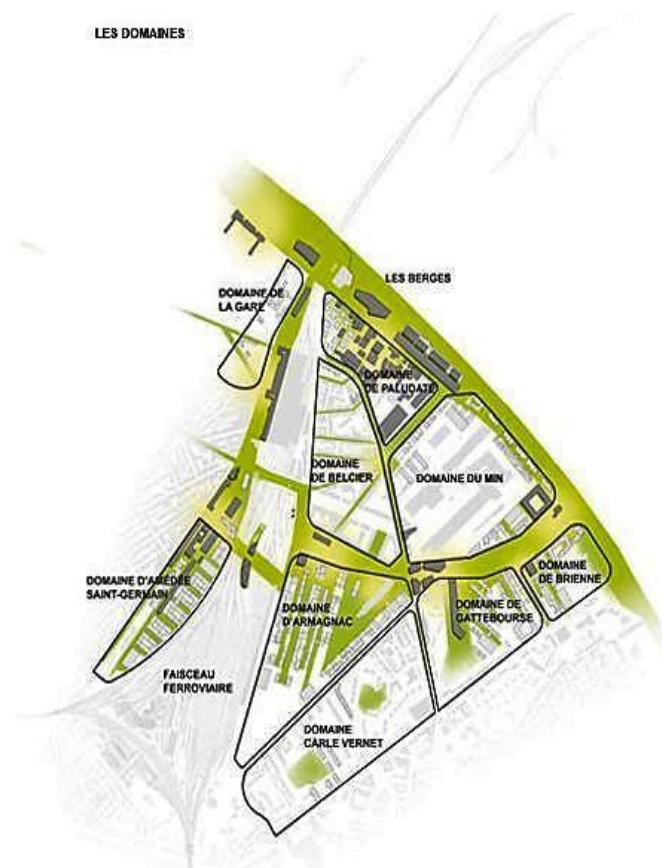 LES DOMAINES
LES BERGES
DOMAINE DE
LA GARE
DOMAINE
DE PALUDATE
DOMAINE
DE BELCIER
DOMAINE DU MIN
DOMAINE
DE BRIENNE
DOMAINE D'AMÉDÉE
SAINT-GERMAIN
DOMAINE
D'ARMAGNAC
DOMAINE DE
GATTEBOURSE
FAISCEAU
FERROVIAIRE
DOMAINE
CARLE VERNET